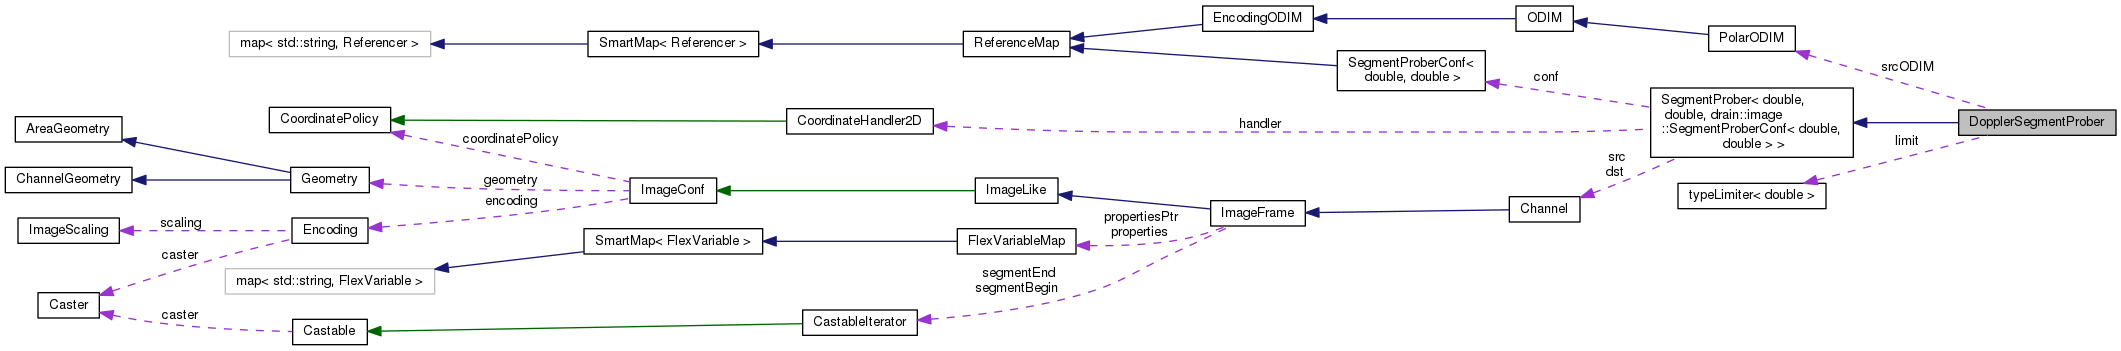 EncodingODIM
ODIM
PolarODIM
map< std::string, Referencer >
SmartMap< Referencer >
ReferenceMap
SegmentProberConf<
double, double >
srcODIM
conf
CoordinatePolicy
CoordinateHandler2D
handler
SegmentProber< double,
double, drain::image
::SegmentProberConf< double,
double > >
DopplerSegmentProber
AreaGeometry
coordinatePolicy
limit
src
dst
ChannelGeometry
Geometry
geometry
ImageConf
ImageLike
typeLimiter< double >
encoding
Channel
ImageFrame
propertiesPtr
properties
ImageScaling
scaling
Encoding
SmartMap< FlexVariable >
FlexVariableMap
caster
map< std::string, FlexVariable >
segmentEnd
segmentBegin
Caster
caster
Castable
CastableIterator